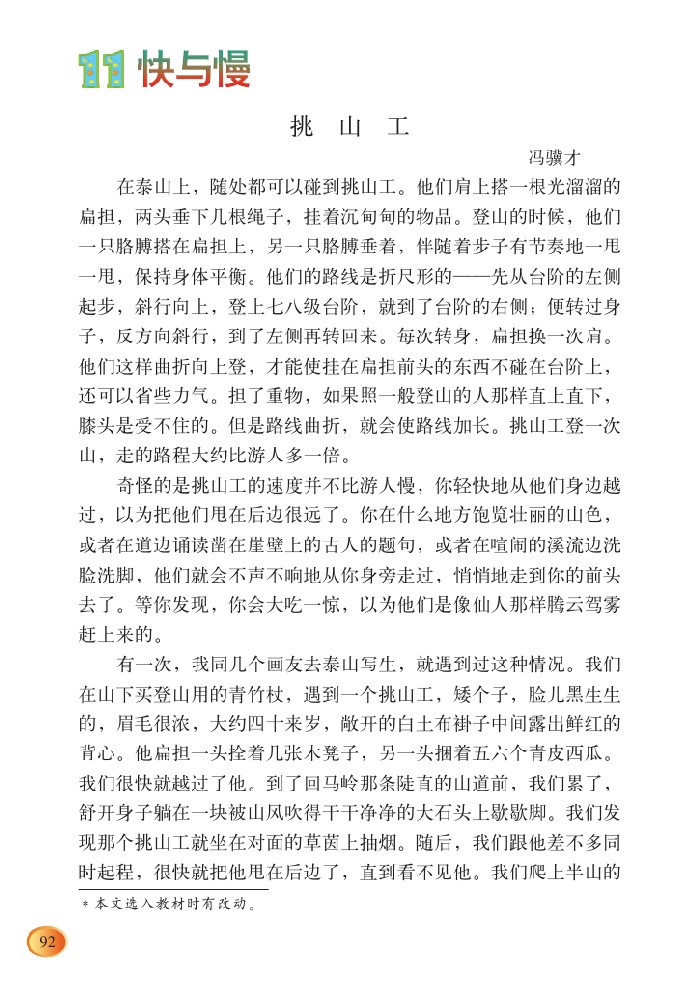 11 快与慢
挑 山 工
冯骥才
在泰山上，随处都可以碰到挑山工。他们肩上搭一根光溜溜的
扁担，两头垂下几根绳子，挂着沉甸甸的物品。登山的时候，他们
一只胳膊搭在扁担上，另一只胳膊垂着，伴随着步子有节奏地一甩
一甩，保持身体平衡。他们的路线是折尺形的——先从台阶的左侧
起步，斜行向上，登上七八级台阶，就到了台阶的右侧；便转过身
子，反方向斜行，到了左侧再转回来。每次转身，扁担换一次肩。
他们这样曲折向上登，才能使挂在扁担前头的东西不碰在台阶上，
还可以省些力气。担了重物，如果照一般登山的人那样直上直下，
膝头是受不住的。但是路线曲折，就会使路线加长。挑山工登一次
山，走的路程大约比游人多一倍。
奇怪的是挑山工的速度并不比游人慢，你轻快地从他们身边越
过，以为把他们甩在后边很远了。你在什么地方饱览壮丽的山色，
或者在道边诵读凿在崖壁上的古人的题句，或者在喧闹的溪流边洗
脸洗脚，他们就会不声不响地从你身旁走过，悄悄地走到你的前头
去了。等你发现，你会大吃一惊，以为他们是像仙人那样腾云驾雾
赶上来的。
有一次，我同几个画友去泰山写生，就遇到过这种情况。我们
在山下买登山用的青竹杖，遇到一个挑山工，矮个子，脸儿黑生生
的，眉毛很浓，大约四十来岁，敞开的白土布褂子中间露出鲜红的
背心。他扁担一头拴着几张木凳子，另一头捆着五六个青皮西瓜。
我们很快就越过了他。到了回马岭那条陡直的山道前，我们累了，
舒开身子躺在一块被山风吹得干干净净的大石头上歇歇脚。我们发
现那个挑山工就坐在对面的草茵上抽烟。随后，我们跟他差不多同
时起程，很快就把他甩在后边了，直到看不见他。我们爬上半山的
* 本文选入教材时有改动。
92